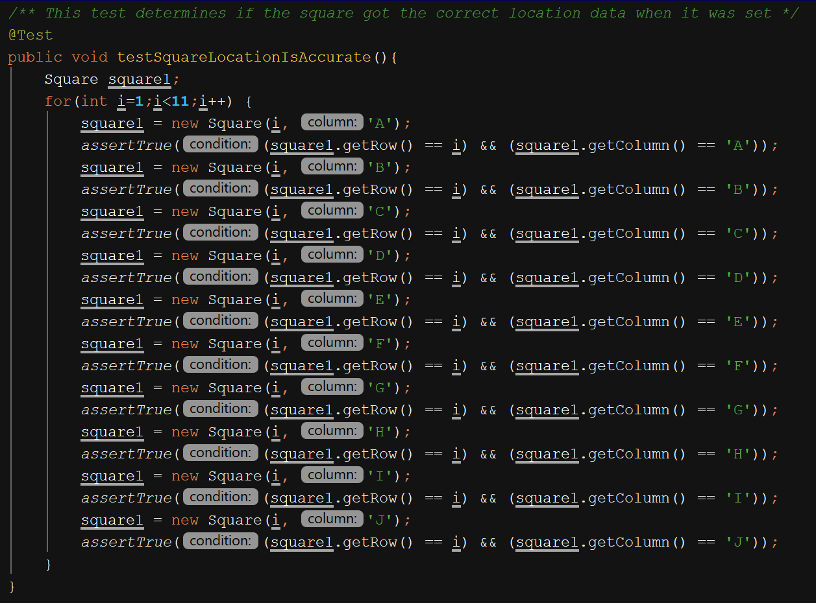 /** This test determines if the square got the correct location data when it was set */
@Test
public void testSquareLocationIsAccurate(){
    Square square1;
    for(int i=1;i<11;i++) {
        square1 = new Square(i, column: 'A');
        assertTrue( condition: (square1.getRow() == i) && (square1.getColumn() == 'A'));
        square1 = new Square(i, column: 'B');
        assertTrue( condition: (square1.getRow() == i) && (square1.getColumn() == 'B'));
        square1 = new Square(i, column: 'C');
        assertTrue( condition: (square1.getRow() == i) && (square1.getColumn() == 'C'));
        square1 = new Square(i, column: 'D');
        assertTrue( condition: (square1.getRow() == i) && (square1.getColumn() == 'D'));
        square1 = new Square(i, column: 'E');
        assertTrue( condition: (square1.getRow() == i) && (square1.getColumn() == 'E'));
        square1 = new Square(i, column: 'F');
        assertTrue( condition: (square1.getRow() == i) && (square1.getColumn() == 'F'));
        square1 = new Square(i, column: 'G');
        assertTrue( condition: (square1.getRow() == i) && (square1.getColumn() == 'G'));
        square1 = new Square(i, column: 'H');
        assertTrue( condition: (square1.getRow() == i) && (square1.getColumn() == 'H'));
        square1 = new Square(i, column: 'I');
        assertTrue( condition: (square1.getRow() == i) && (square1.getColumn() == 'I'));
        square1 = new Square(i, column: 'J');
        assertTrue( condition: (square1.getRow() == i) && (square1.getColumn() == 'J'));
    }
}